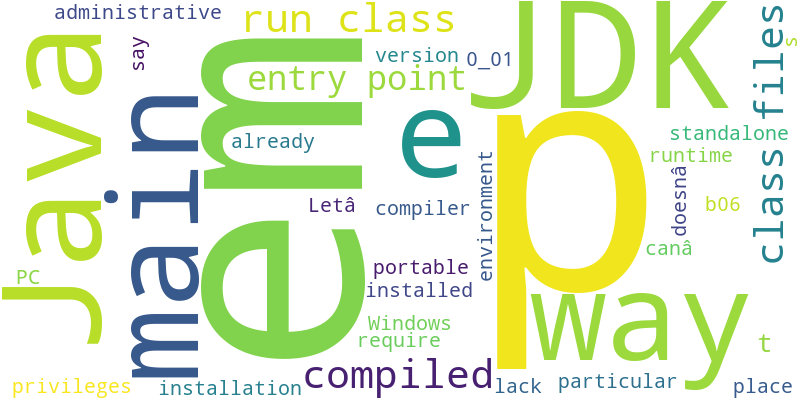 administrative
run class
JDK
Java
say
version
0_01
s
entry point
main
em
already
e
p
class files
standalone
runtime
environment
doesnâ
Letâ
compiler
b06
canâ
PC
portable
installed
Windows
require
way
t
compiled
privileges
installation
lack
particular
place